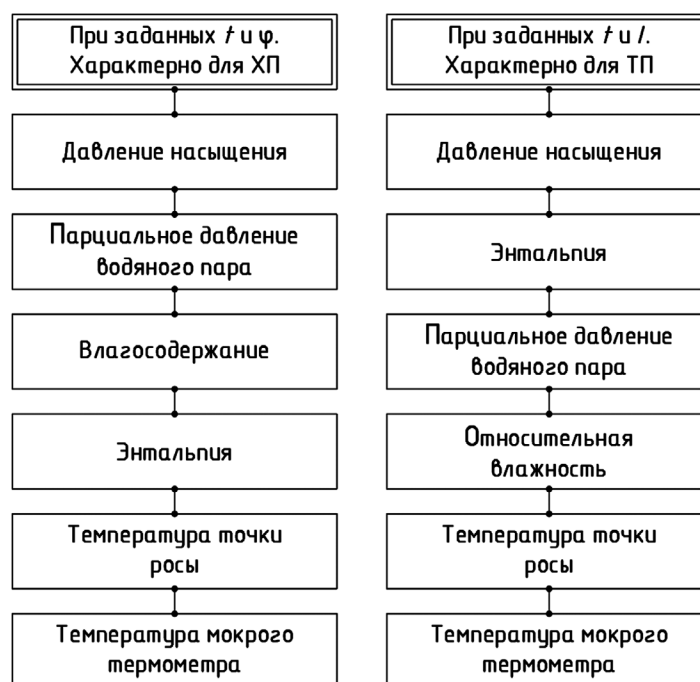 При заданных t и φ.
Характерно для ХП
Давление насыщения
Парциальное давление
водяного пара
Влагосодержание
Энтальпия
Температура точки
росы
Температура мокрого
термометра
При заданных t и I.
Характерно для ТП
Давление насыщения
Энтальпия
Парциальное давление
водяного пара
Относительная
влажность
Температура точки
росы
Температура мокрого
термометра